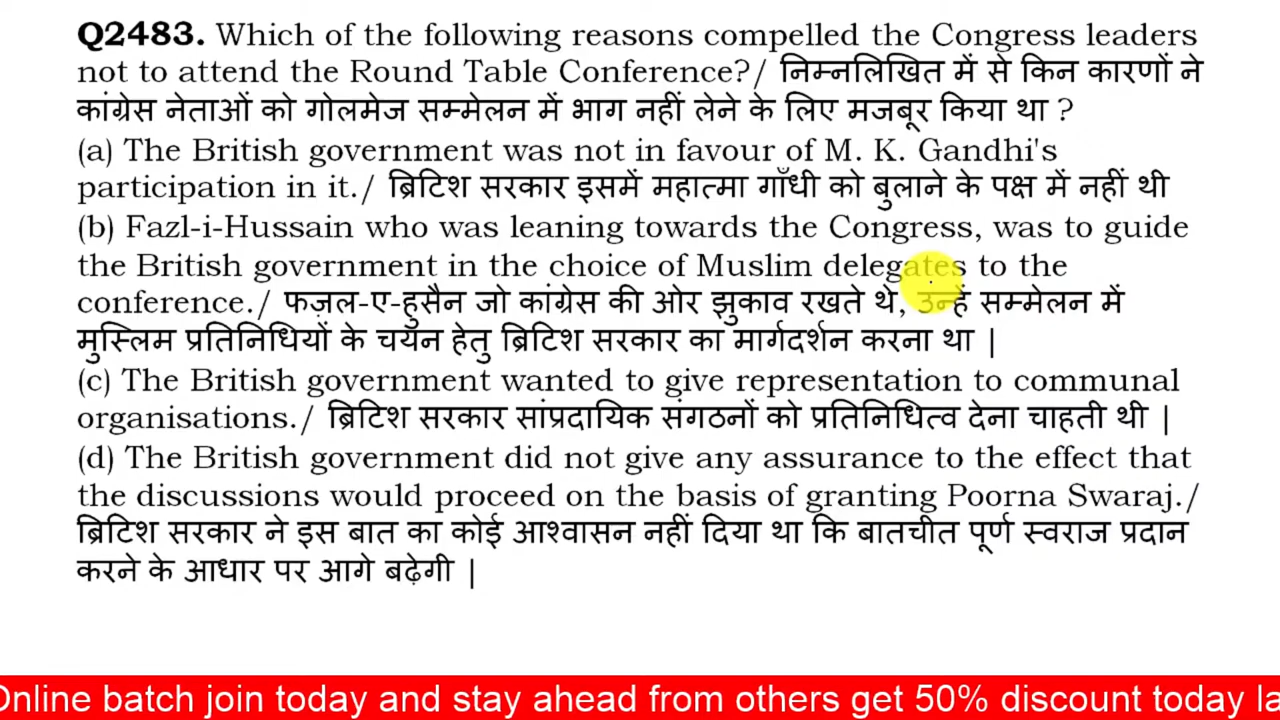 Q2483. Which of the following reasons compelled the Congress leaders
not to attend the Round Table Conference?/ निम्नलिखित में से किन कारणों ने
कांग्रेस नेताओं को गोलमेज सम्मेलन में भाग नहीं लेने के लिए मजबूर किया था ?
(a) The British government was not in favour of M. K. Gandhi's
participation in it./ ब्रिटिश सरकार इसमें महात्मा गाँधी को बुलाने के पक्ष में नहीं थी
(b) Fazl-i-Hussain who was leaning towards the Congress, was to guide
the British government in the choice of Muslim delegates to the
conference./ फज़ल-ए-हुसैन जो कांग्रेस की ओर झुकाव रखते थे, उन्हें सम्मेलन में
मुस्लिम प्रतिनिधियों के चयन हेतु ब्रिटिश सरकार का मार्गदर्शन करना था |
(c) The British government wanted to give representation to communal
organisations./ ब्रिटिश सरकार सांप्रदायिक संगठनों को प्रतिनिधित्व देना चाहती थी |
(d) The British government did not give any assurance to the effect that
the discussions would proceed on the basis of granting Poorna Swaraj./
ब्रिटिश सरकार ने इस बात का कोई आश्वासन नहीं दिया था कि बातचीत पूर्ण स्वराज प्रदान
करने के आधार पर आगे बढ़ेगी |
Online batch join today and stay ahead from others get 50% discount today la